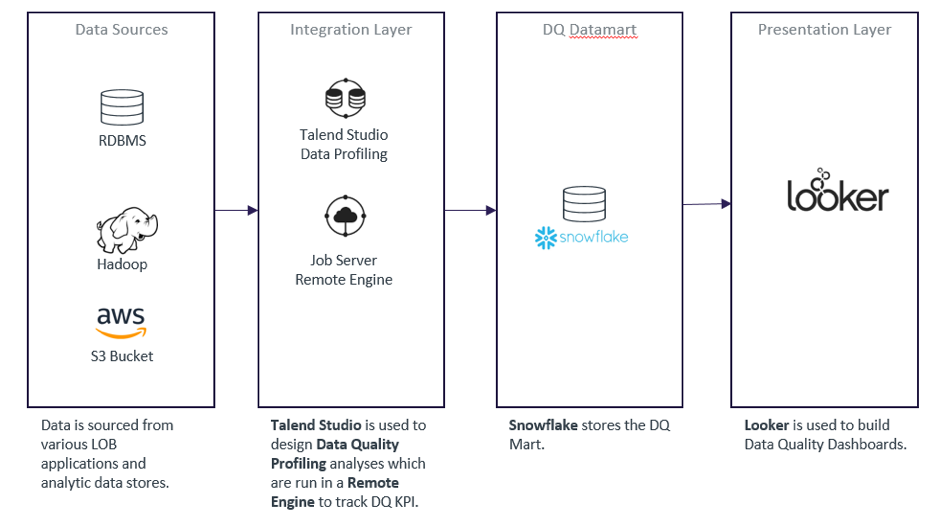 Data Sources
RDBMS
Hadoop
aws
S3 Bucket
Data is sourced from
various LOB
applications and
analytic data stores.
Integration Layer
Talend Studio
Data Profiling
Job Server
Remote Engine
Talend Studio is used to
design Data Quality
Profiling analyses which
are run in a Remote
Engine to track DQ KPI.
DQ Datamart
snowflake
Snowflake stores the DQ
Mart.
Presentation Layer
looker
Looker is used to build
Data Quality Dashboards.